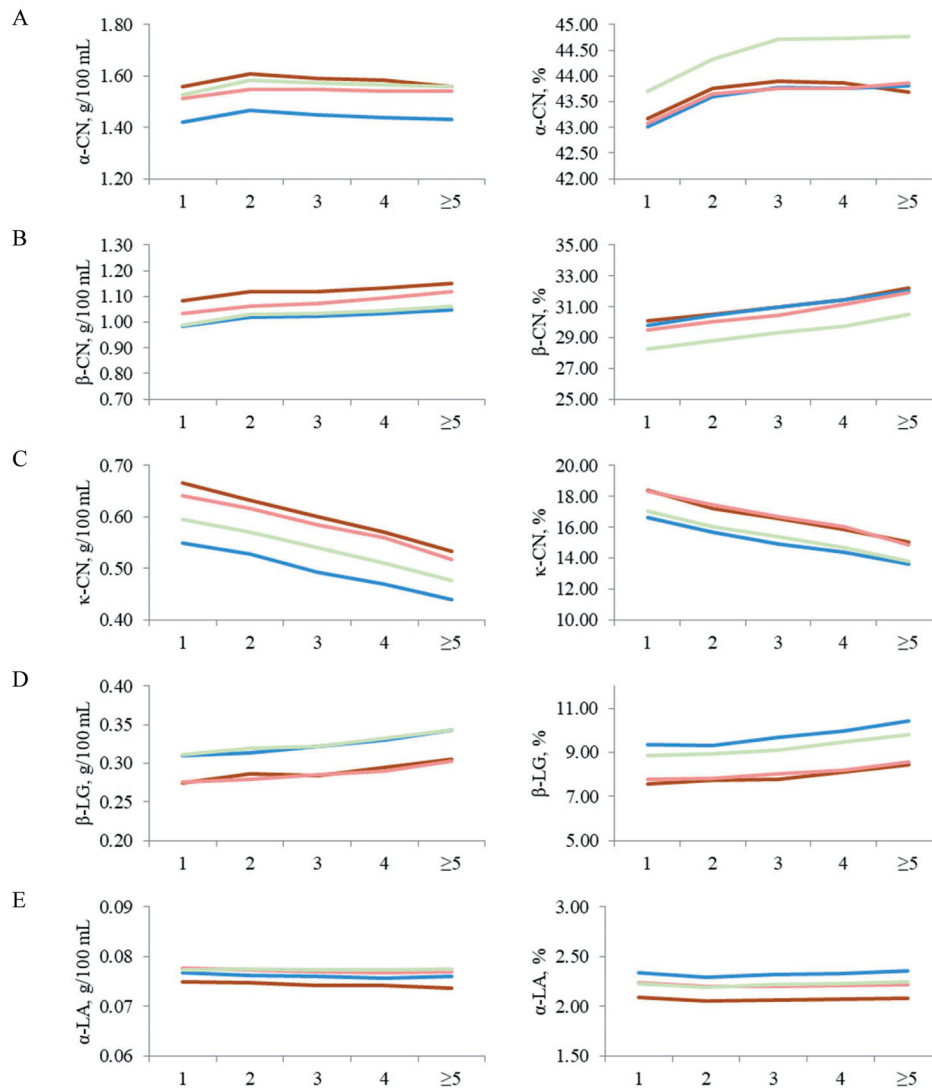 A
α-CN, g/100 mL
1.80
1.60
1.40
1.20
1 2 3 4 ≥5
α-CN, %
45.00
44.50
44.00
43.50
43.00
42.50
42.00
1 2 3 4 ≥5
B
β-CN, g/100 mL
1.30
1.20
1.10
1.00
0.90
0.80
0.70
1 2 3 4 ≥5
β-CN, %
35.00
33.00
31.00
29.00
27.00
25.00
1 2 3 4 ≥5
C
κ-CN, g/100 mL
0.70
0.60
0.50
0.40
1 2 3 4 ≥5
κ-CN, %
20.00
18.00
16.00
14.00
12.00
10.00
1 2 3 4 ≥5
D
β-LG, g/100 mL
0.40
0.35
0.30
0.25
0.20
1 2 3 4 ≥5
β-LG, %
11.00
9.00
7.00
5.00
1 2 3 4 ≥5
E
α-LA, g/100 mL
0.09
0.08
0.07
0.06
1 2 3 4 ≥5
α-LA, %
3.00
2.50
2.00
1.50
1 2 3 4 ≥5